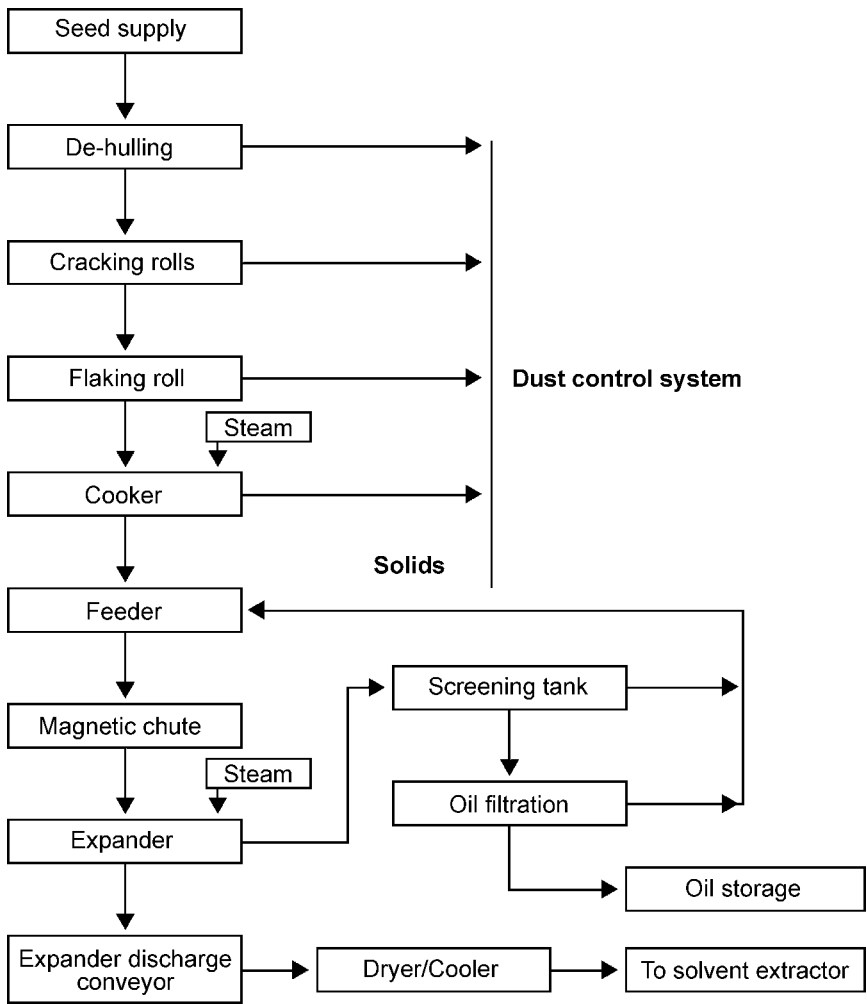 Seed supply
De-hulling
Cracking rolls
Flaking roll
Dust control system
Steam
Cooker
Solids
Feeder
Screening tank
Magnetic chute
Steam
Oil filtration
Expander
Oil storage
Expander discharge
conveyor
Dryer/Cooler
To solvent extractor